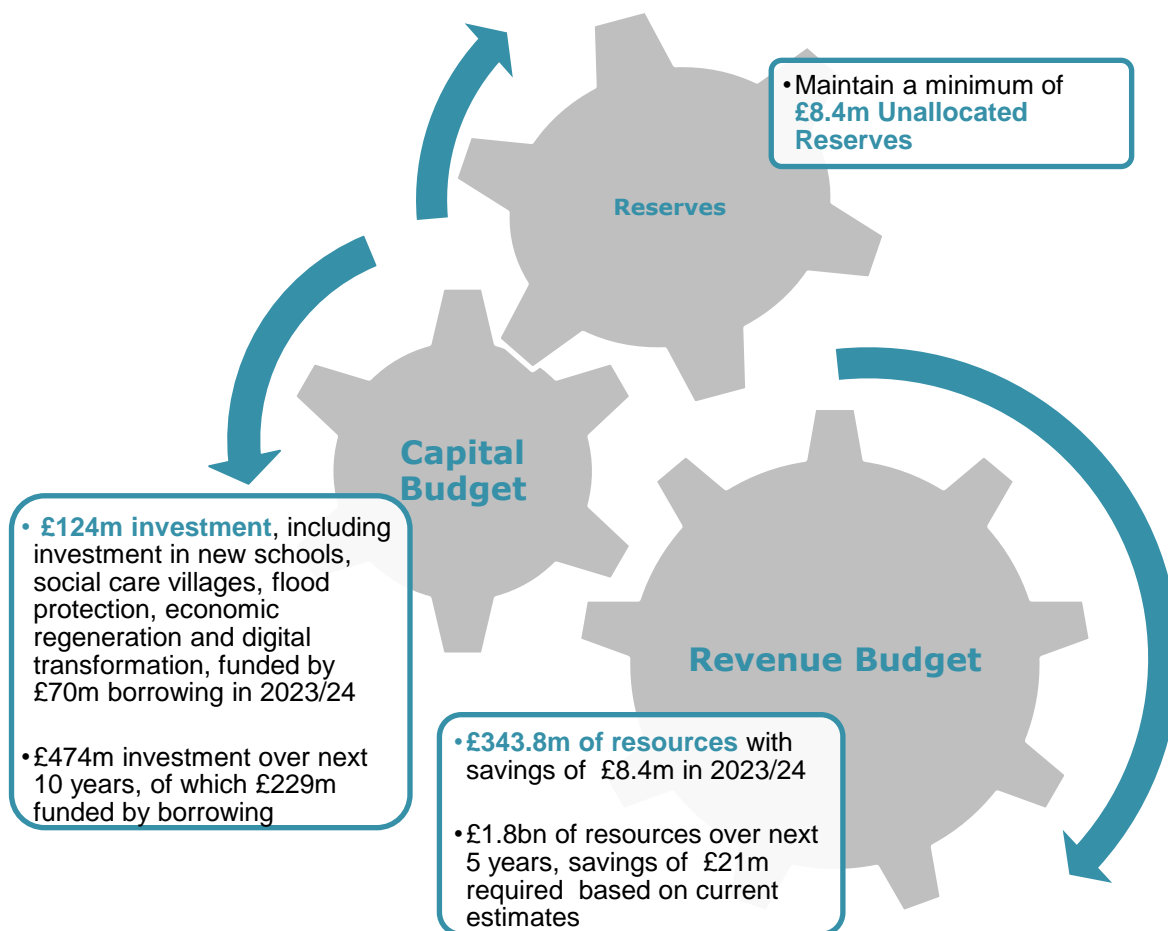 •Maintain a minimum of
£8.4m Unallocated
Reserves
Reserves
Capital
Budget
• £124m investment, including
investment in new schools,
social care villages, flood
protection, economic
regeneration and digital
transformation, funded by
£70m borrowing in 2023/24
•£474m investment over next
10 years, of which £229m
funded by borrowing
Revenue Budget
•£343.8m of resources with
savings of £8.4m in 2023/24
•£1.8bn of resources over next
5 years, savings of £21m
required based on current
estimates